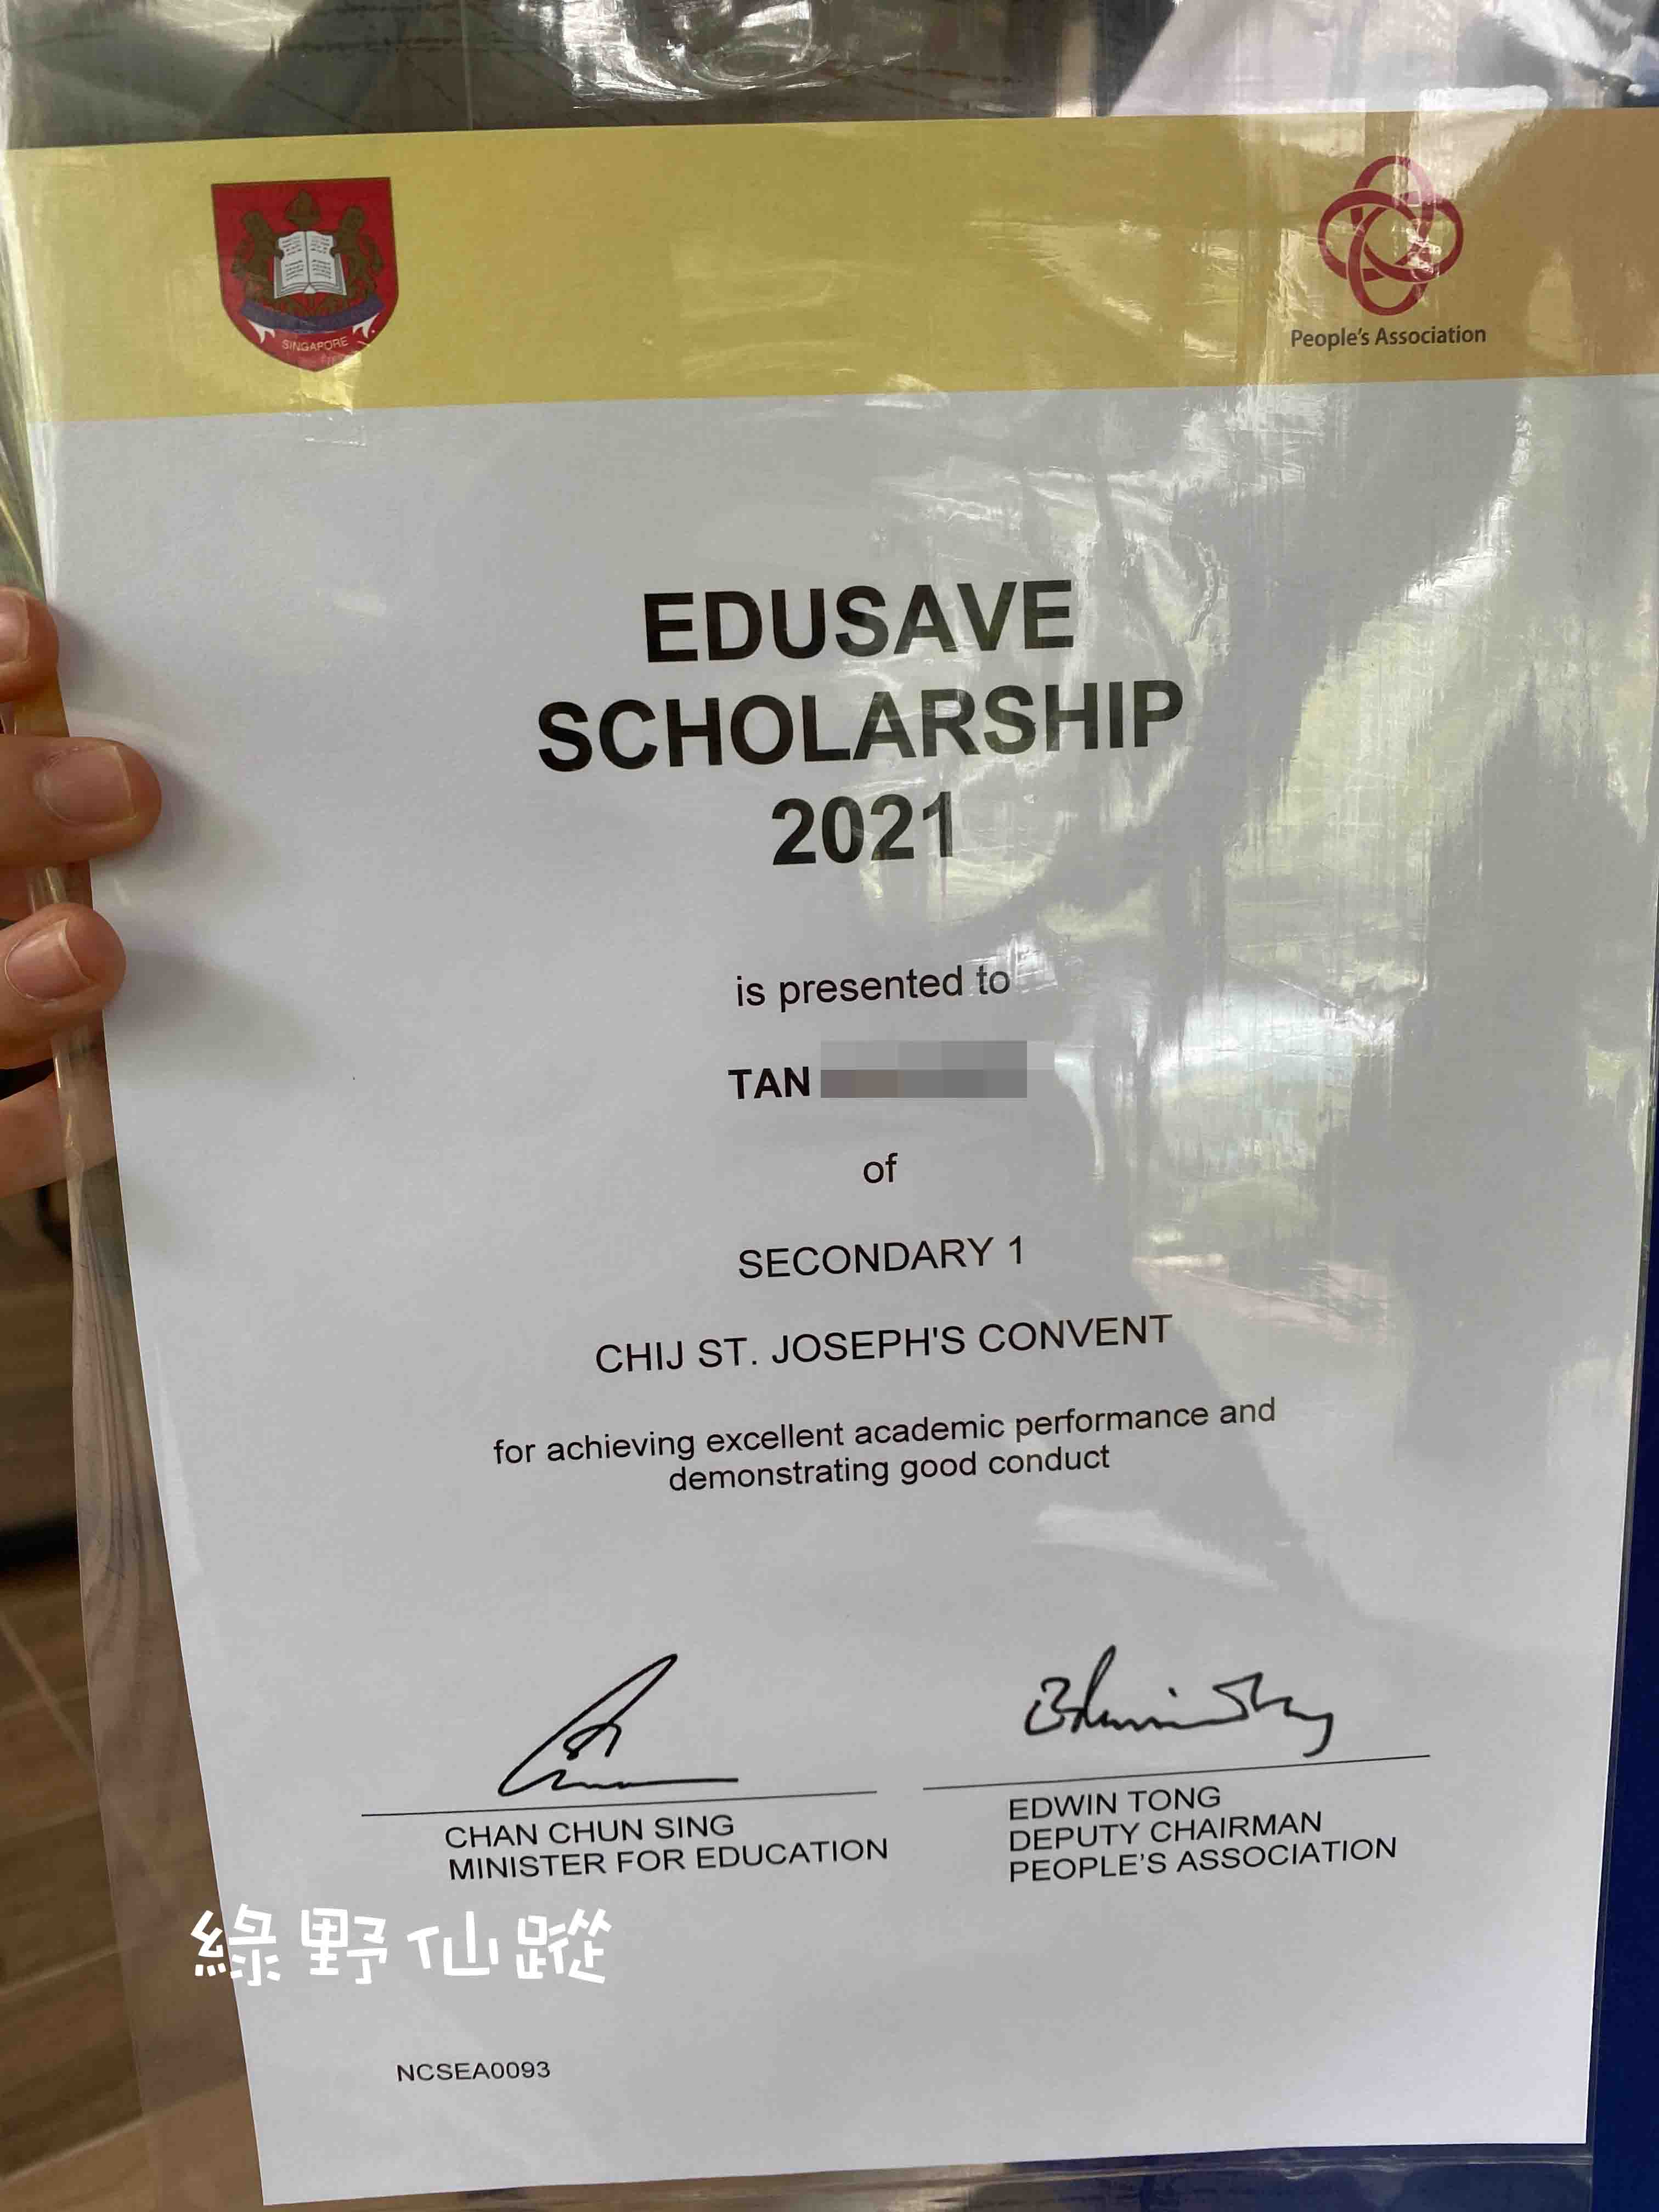 SINGAPORE
People's Association
EDUSAVE
SCHOLARSHIP
2021
is presented to
TAN
of
SECONDARY 1
CHIJ ST. JOSEPH'S CONVENT
for achieving excellent academic performance and
demonstrating good conduct
CHAN CHUN SING
MINISTER FOR EDUCATION
EDWIN TONG
DEPUTY CHAIRMAN
PEOPLE'S ASSOCIATION
綠野仙蹤
NCSEA0093